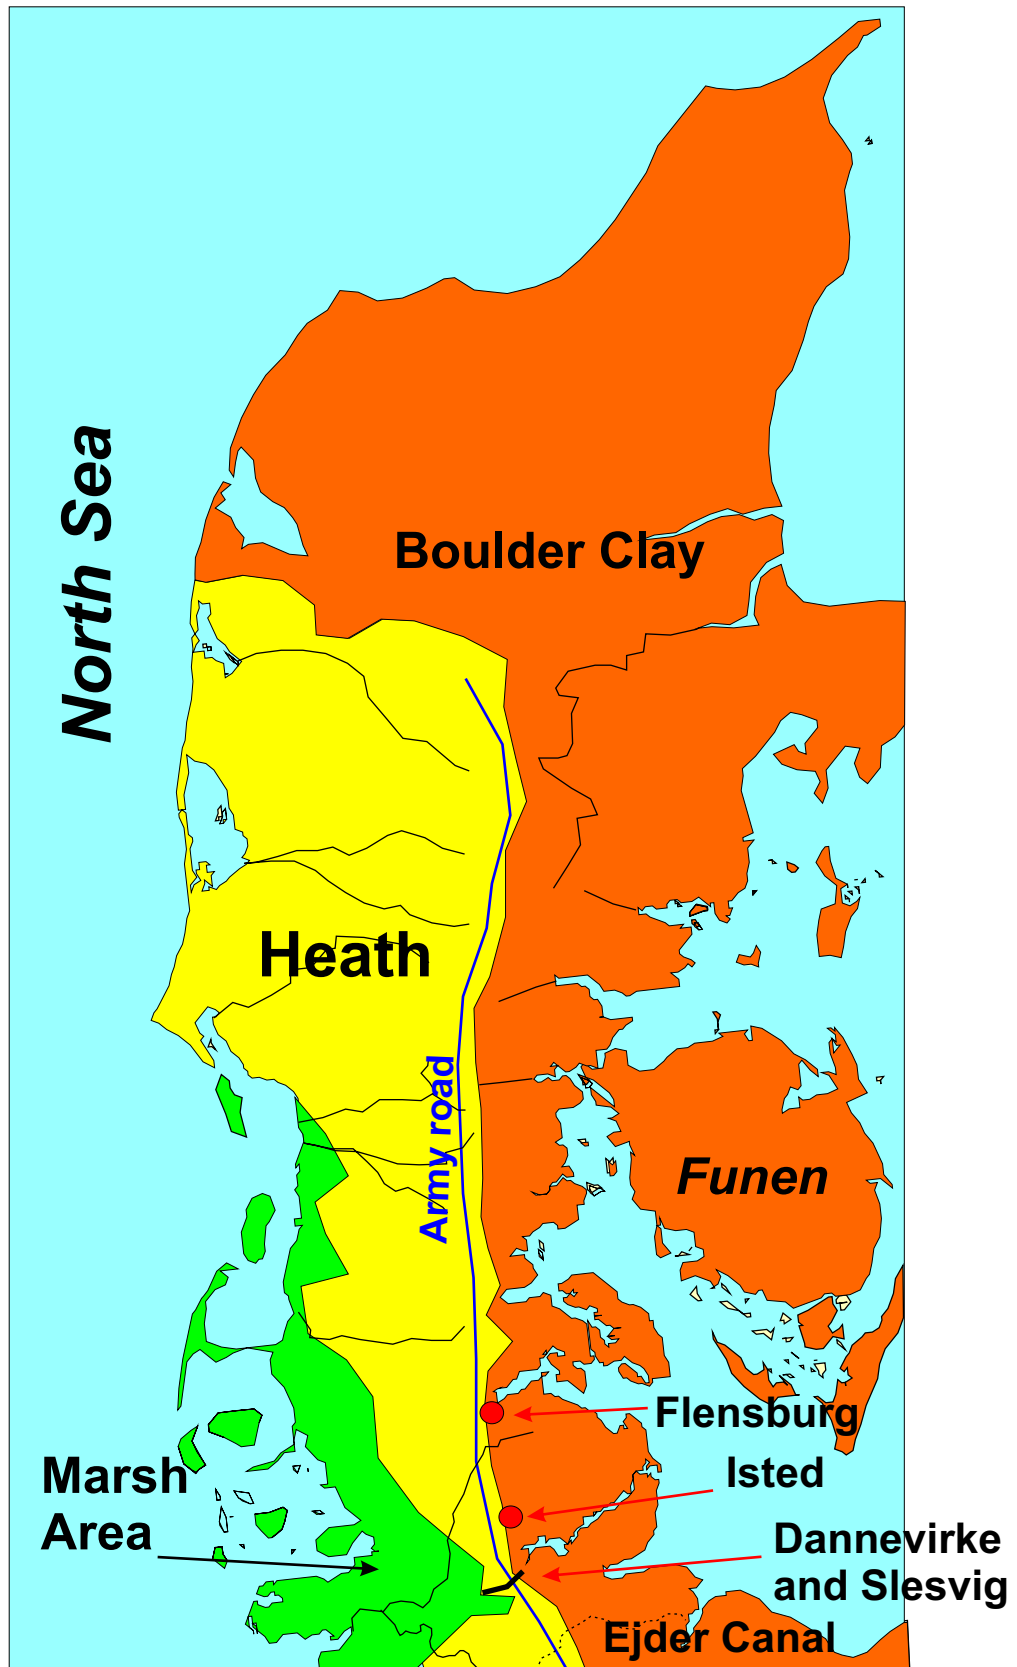 North Sea
Boulder Clay
Heath
Army road
Funen
Flensburg
Isted
Marsh
Area
Dannevirke
and Slesvig
Ejder Canal